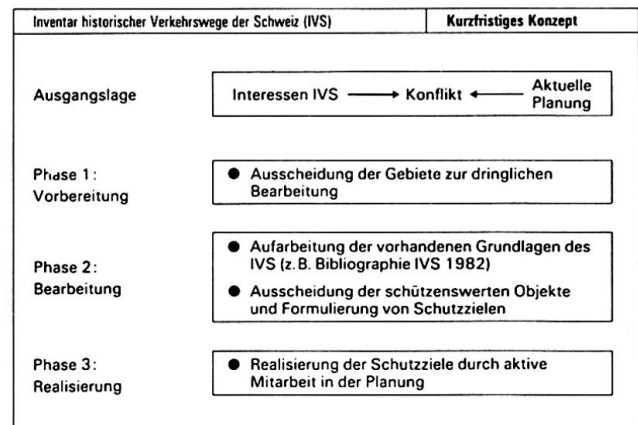 Inventar historischer Verkehrswege der Schweiz (IVS) Kurzfristiges Konzept
Ausgangslage
Interessen IVS → Konflikt ← Aktuelle
Planung
Phase 1:
Vorbereitung
● Ausscheidung der Gebiete zur dringlichen
Bearbeitung
Phase 2:
Bearbeitung
● Aufarbeitung der vorhandenen Grundlagen des
IVS (z.B. Bibliographie IVS 1982)
● Ausscheidung der schützenswerten Objekte
und Formulierung von Schutzzielen
Phase 3:
Realisierung
● Realisierung der Schutzziele durch aktive
Mitarbeit in der Planung